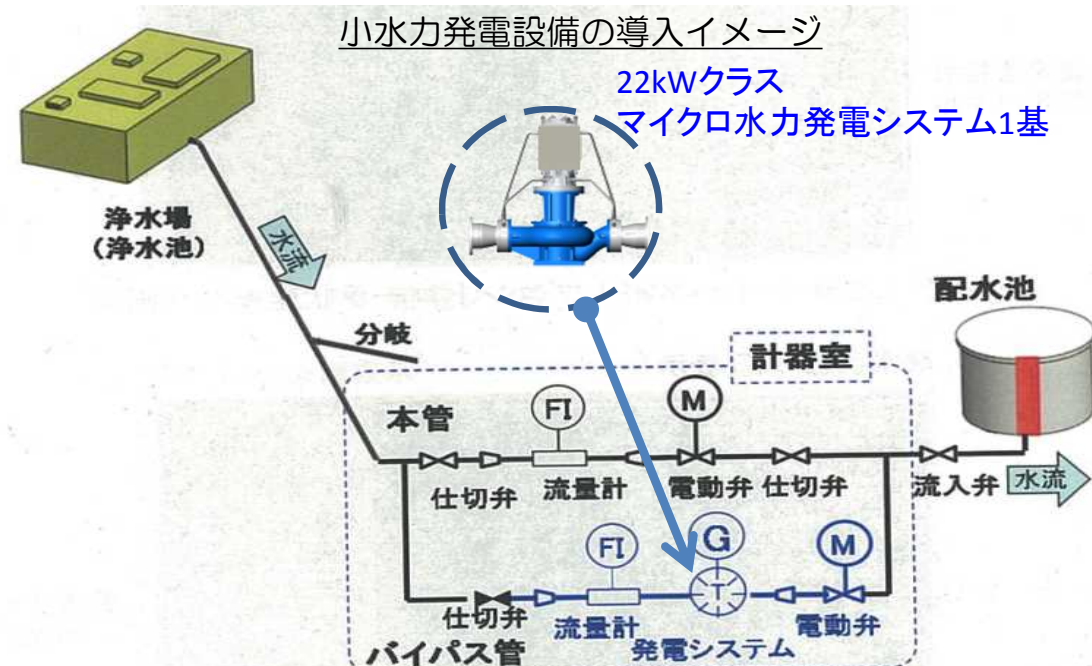 小水力発電設備の導入イメージ
22kWクラス
マイクロ水力発電システム1基
浄水場
(浄水池)
水流
分岐
配水池
計器室
本管
FI
M
仕切弁
流量計
電動弁
仕切弁
流入弁
水流
FI
G
T
M
仕切弁
流量計
発電システム
電動弁
バイパス管